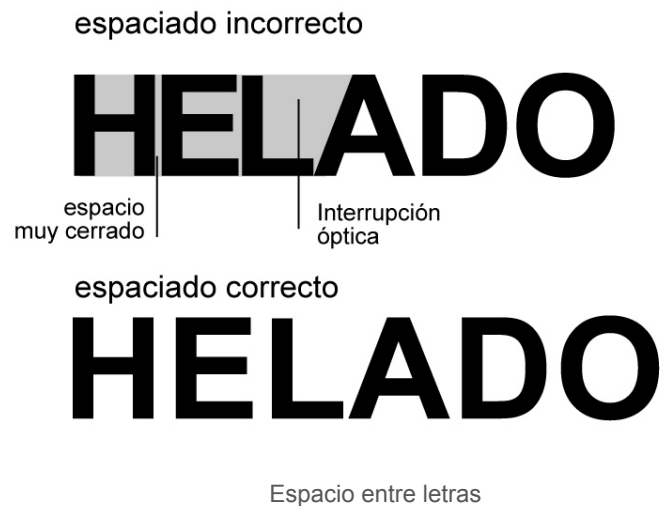 espaciado incorrecto
HELADO
espacio
muy cerrado
Interrupción
óptica
espaciado correcto
HELADO
Espacio entre letras